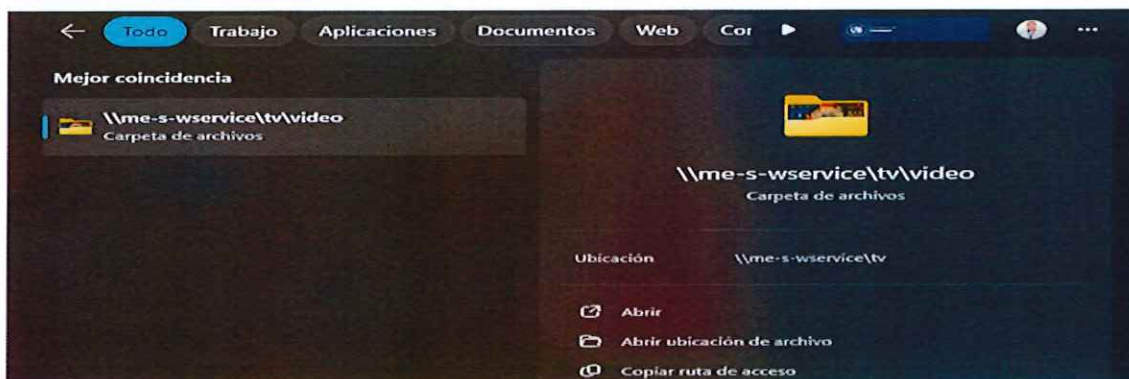 Todo Trabajo Aplicaciones Documentos Web Cor
Mejor coincidencia
\\me-s-wservice\tv\video
Carpeta de archivos
\\me-s-wservice\tv\video
Carpeta de archivos
Ubicación \\me-s-wservice\tv
Abrir
Abrir ubicación de archivo
Copiar ruta de acceso